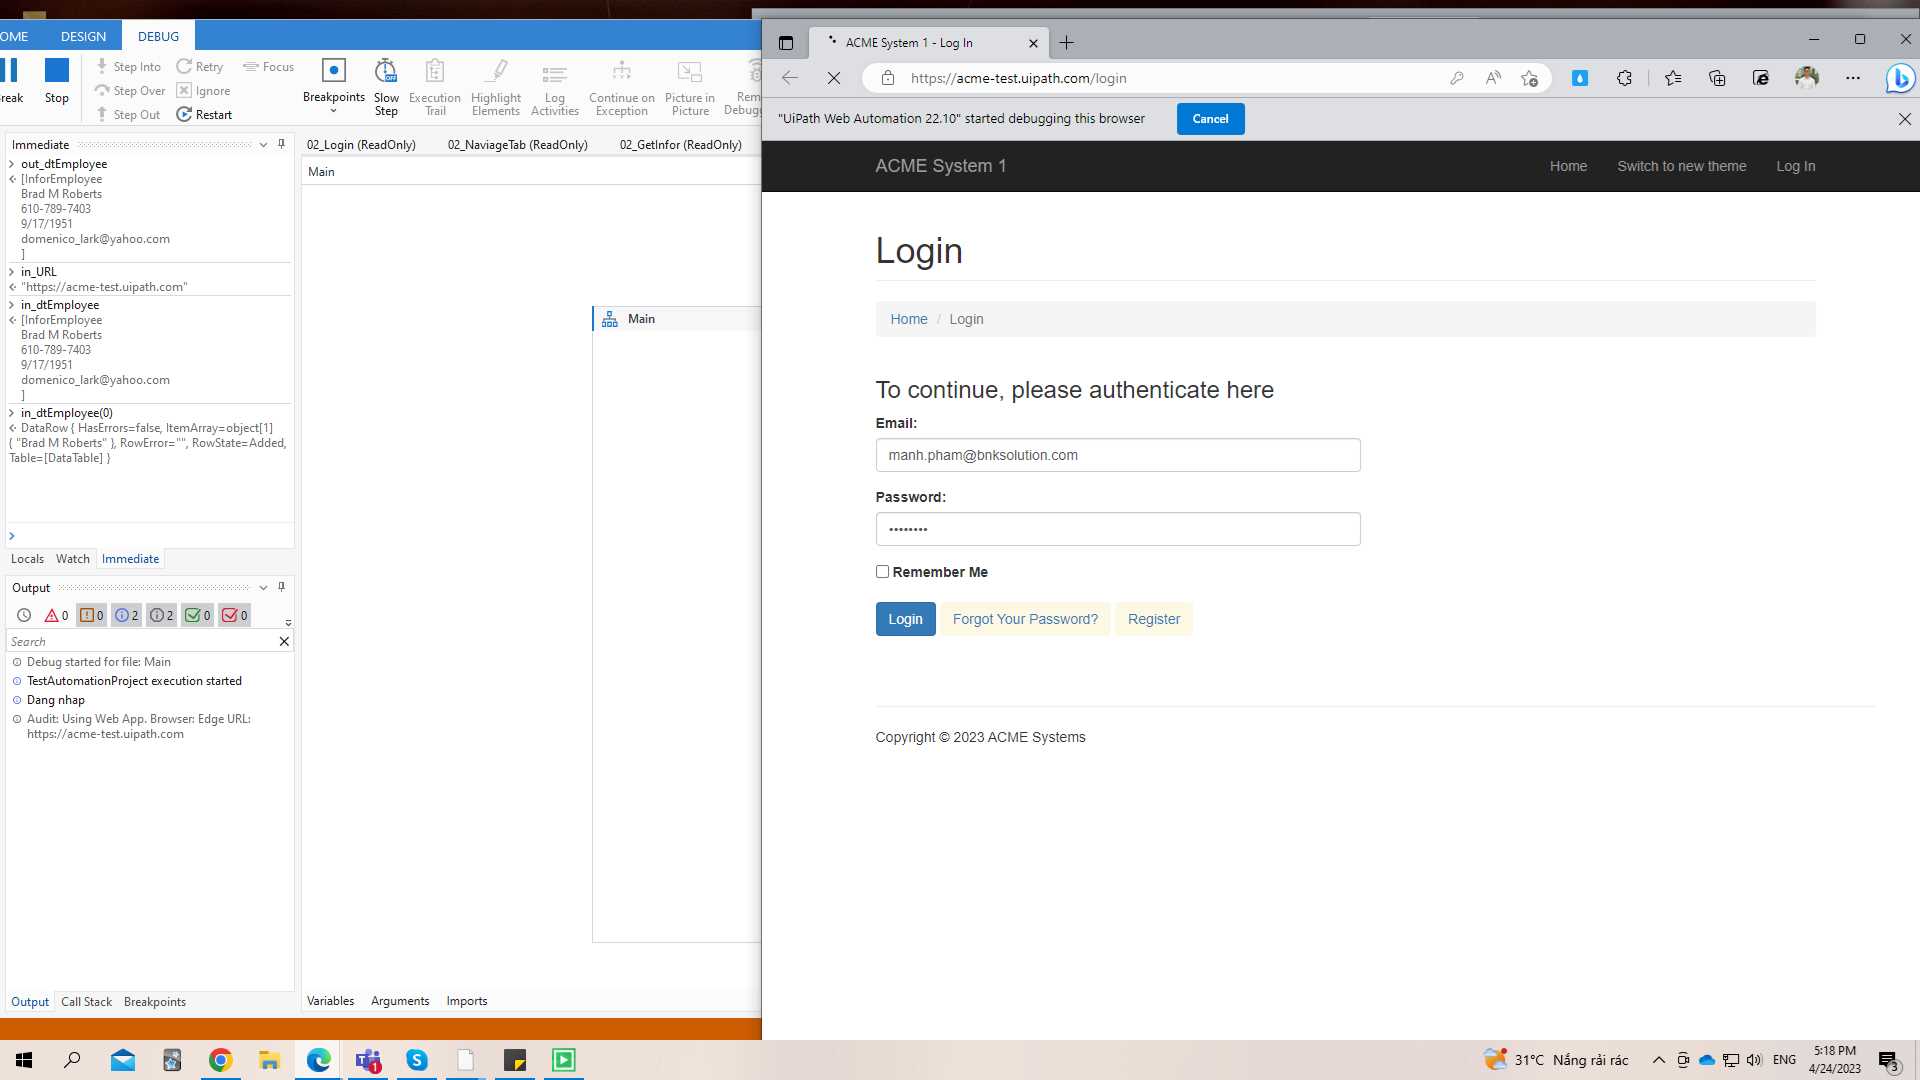 OME
DESIGN
DEBUG
reak
Stop
Step Into
Step Over
Step Out
Retry
Ignore
Restart
Focus
Breakpoints
Slow
Step
Execution
Trail
Highlight
Elements
Log
Activities
Continue on
Exception
Picture in
Picture
Rem
Debug
Immediate
out_dtEmployee
[InforEmployee
Brad M Roberts
610-789-7403
9/17/1951
domenico_lark@yahoo.com
]
in_URL
"https://acme-test.uipath.com"
in_dtEmployee
[InforEmployee
Brad M Roberts
610-789-7403
9/17/1951
domenico_lark@yahoo.com
]
in_dtEmployee(0)
DataRow { HasErrors=false, ItemArray=object[1]
{ "Brad M Roberts" }, RowError="", RowState=Added,
Table=[DataTable] }
Locals Watch Immediate
Output
0 0 2 2 0 0
Search
Debug started for file: Main
TestAutomationProject execution started
Dang nhap
Audit: Using Web App. Browser: Edge URL:
https://acme-test.uipath.com
Output Call Stack Breakpoints
02_Login (ReadOnly) 02_NaviageTab (ReadOnly) 02_GetInfor (ReadOnly)
Main
Main
Variables Arguments Imports
ACME System 1 - Log In
https://acme-test.uipath.com/login
"UiPath Web Automation 22.10" started debugging this browser
Cancel
ACME System 1
Home Switch to new theme Log In
Login
Home / Login
To continue, please authenticate here
Email:
manh.pham@bnksolution.com
Password:
••••••••
Remember Me
Login Forgot Your Password? Register
Copyright © 2023 ACME Systems
1
31°C Nắng rải rác
ENG
5:18 PM
4/24/2023
3